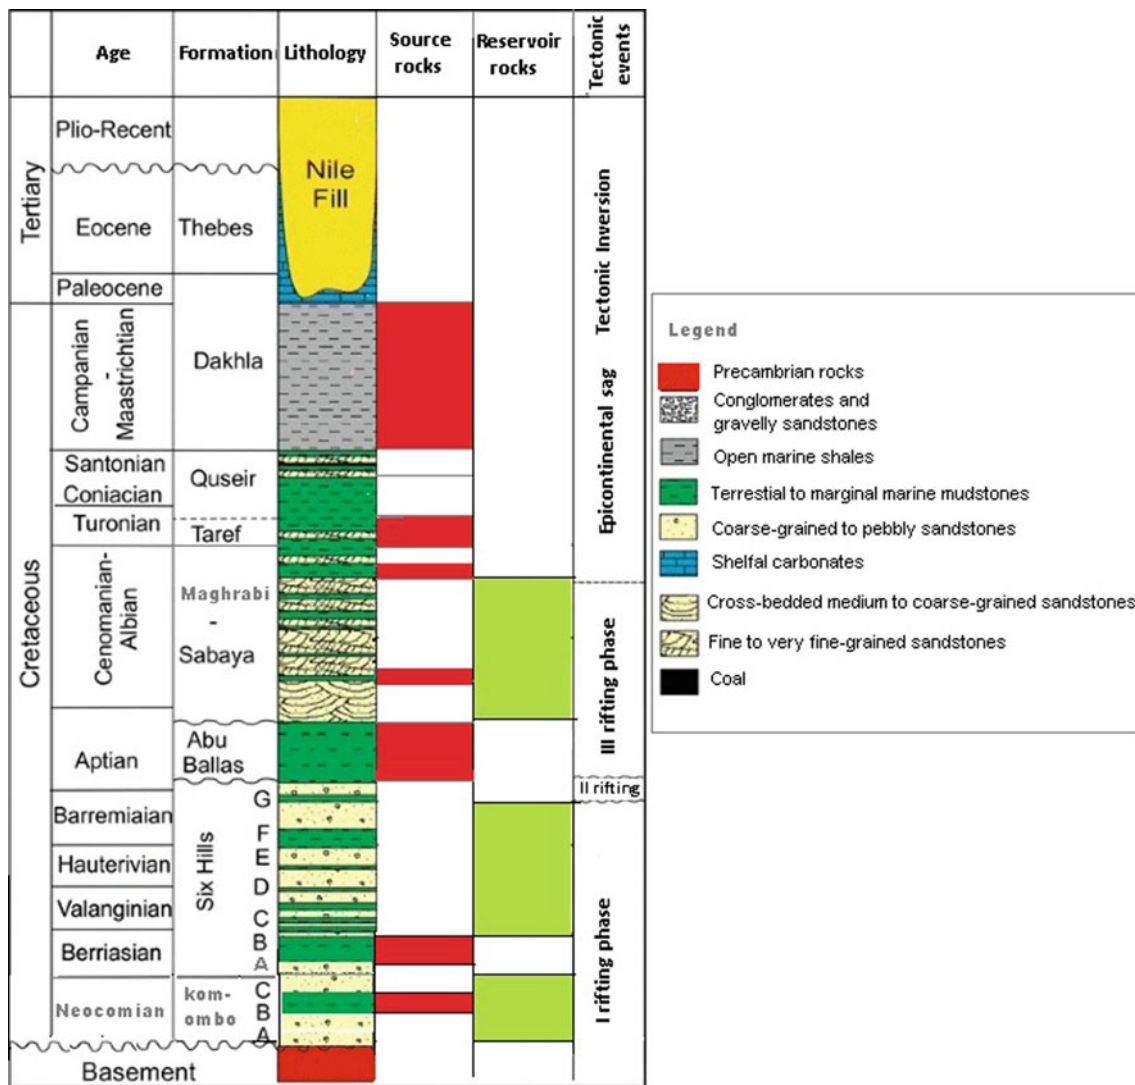 Age
Formation
Lithology
Source
rocks
Reservoir
rocks
Tectonic
events
Tertiary
Plio-Recent
Nile
Fill
Eocene
Thebes
Paleocene
Tectonic Inversion
Cretaceous
Campanian
-
Maastrichtian
Dakhla
Epicontinental sag
Santonian
Coniacian
Quseir
Turonian
Taref
Cenomanian-
Albian
Maghrabi
-
Sabaya
III rifting phase
Aptian
Abu
Ballas
II rifting
Barremiaian
Hauterivian
Valanginian
Berriasian
Six Hills
G
F
E
D
C
B
A
I rifting phase
Neocomian
kom-
ombo
C
B
A
Basement
Legend
Precambrian rocks
Conglomerates and
gravelly sandstones
Open marine shales
Terrestial to marginal marine mudstones
Coarse-grained to pebbly sandstones
Shelfal carbonates
Cross-bedded medium to coarse-grained sandstones
Fine to very fine-grained sandstones
Coal